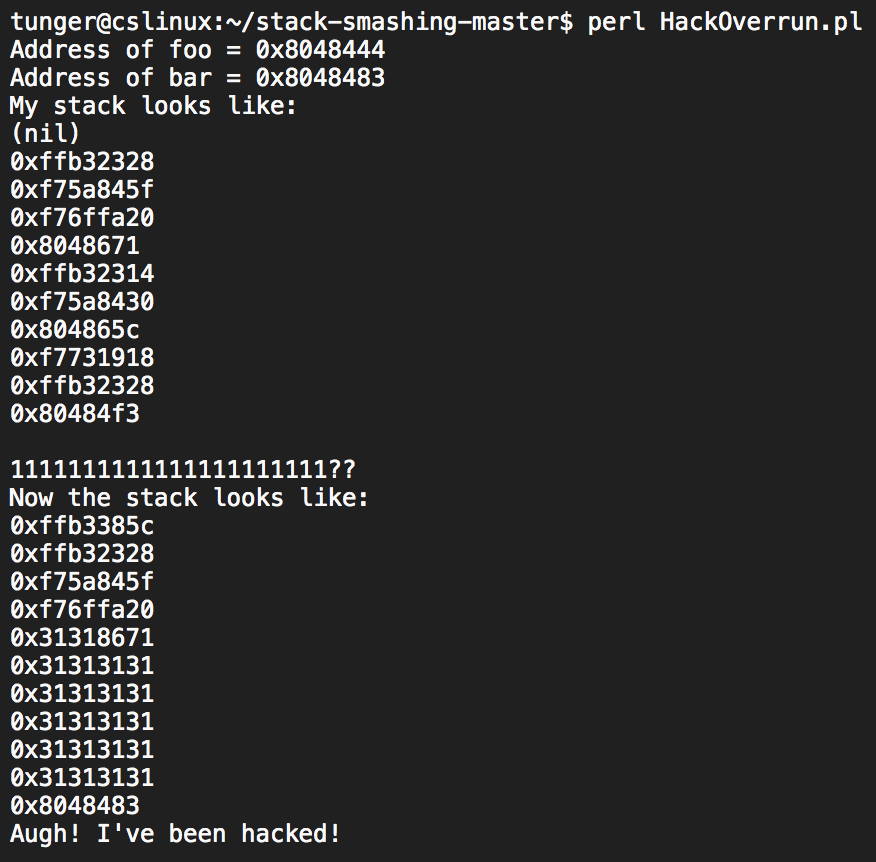 tunger@cslinux:~/stack-smashing-master$ perl HackOverrun.pl
Address of foo = 0x8048444
Address of bar = 0x8048483
My stack looks like:
(nil)
0xffb32328
0xf75a845f
0xf76ffa20
0x8048671
0xffb32314
0xf75a8430
0x804865c
0xf7731918
0xffb32328
0x80484f3
1111111111111111111111??
Now the stack looks like:
0xffb3385c
0xffb32328
0xf75a845f
0xf76ffa20
0x31318671
0x31313131
0x31313131
0x31313131
0x31313131
0x31313131
0x8048483
Augh! I've been hacked!